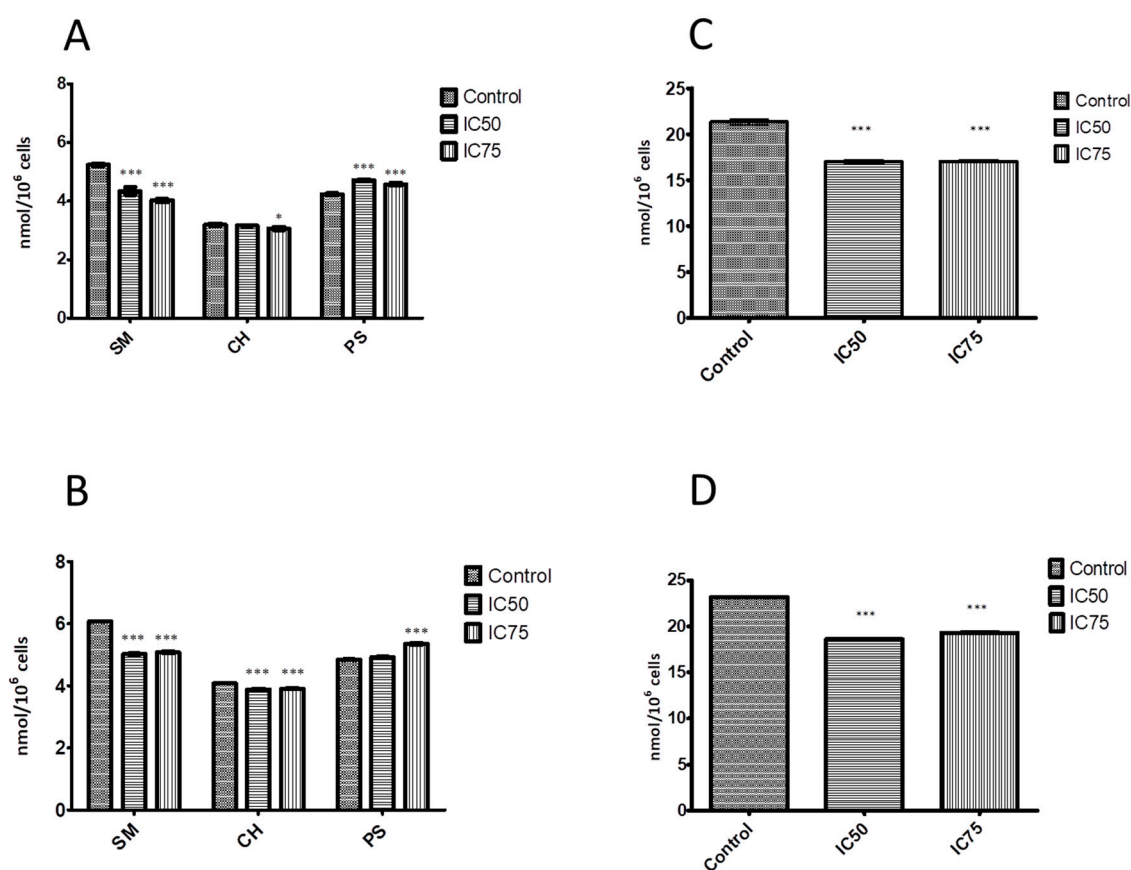 A
8
6
4
2
0
nmol/10⁶ cells
***
***
*
***
***
SM
CH
PS
Control
IC50
IC75
C
25
20
15
10
5
0
nmol/10⁶ cells
***
***
Control
IC50
IC75
Control
IC50
IC75
B
8
6
4
2
0
nmol/10⁶ cells
***
***
***
***
***
SM
CH
PS
Control
IC50
IC75
D
25
20
15
10
5
0
nmol/10⁶ cells
***
***
Control
IC50
IC75
Control
IC50
IC75